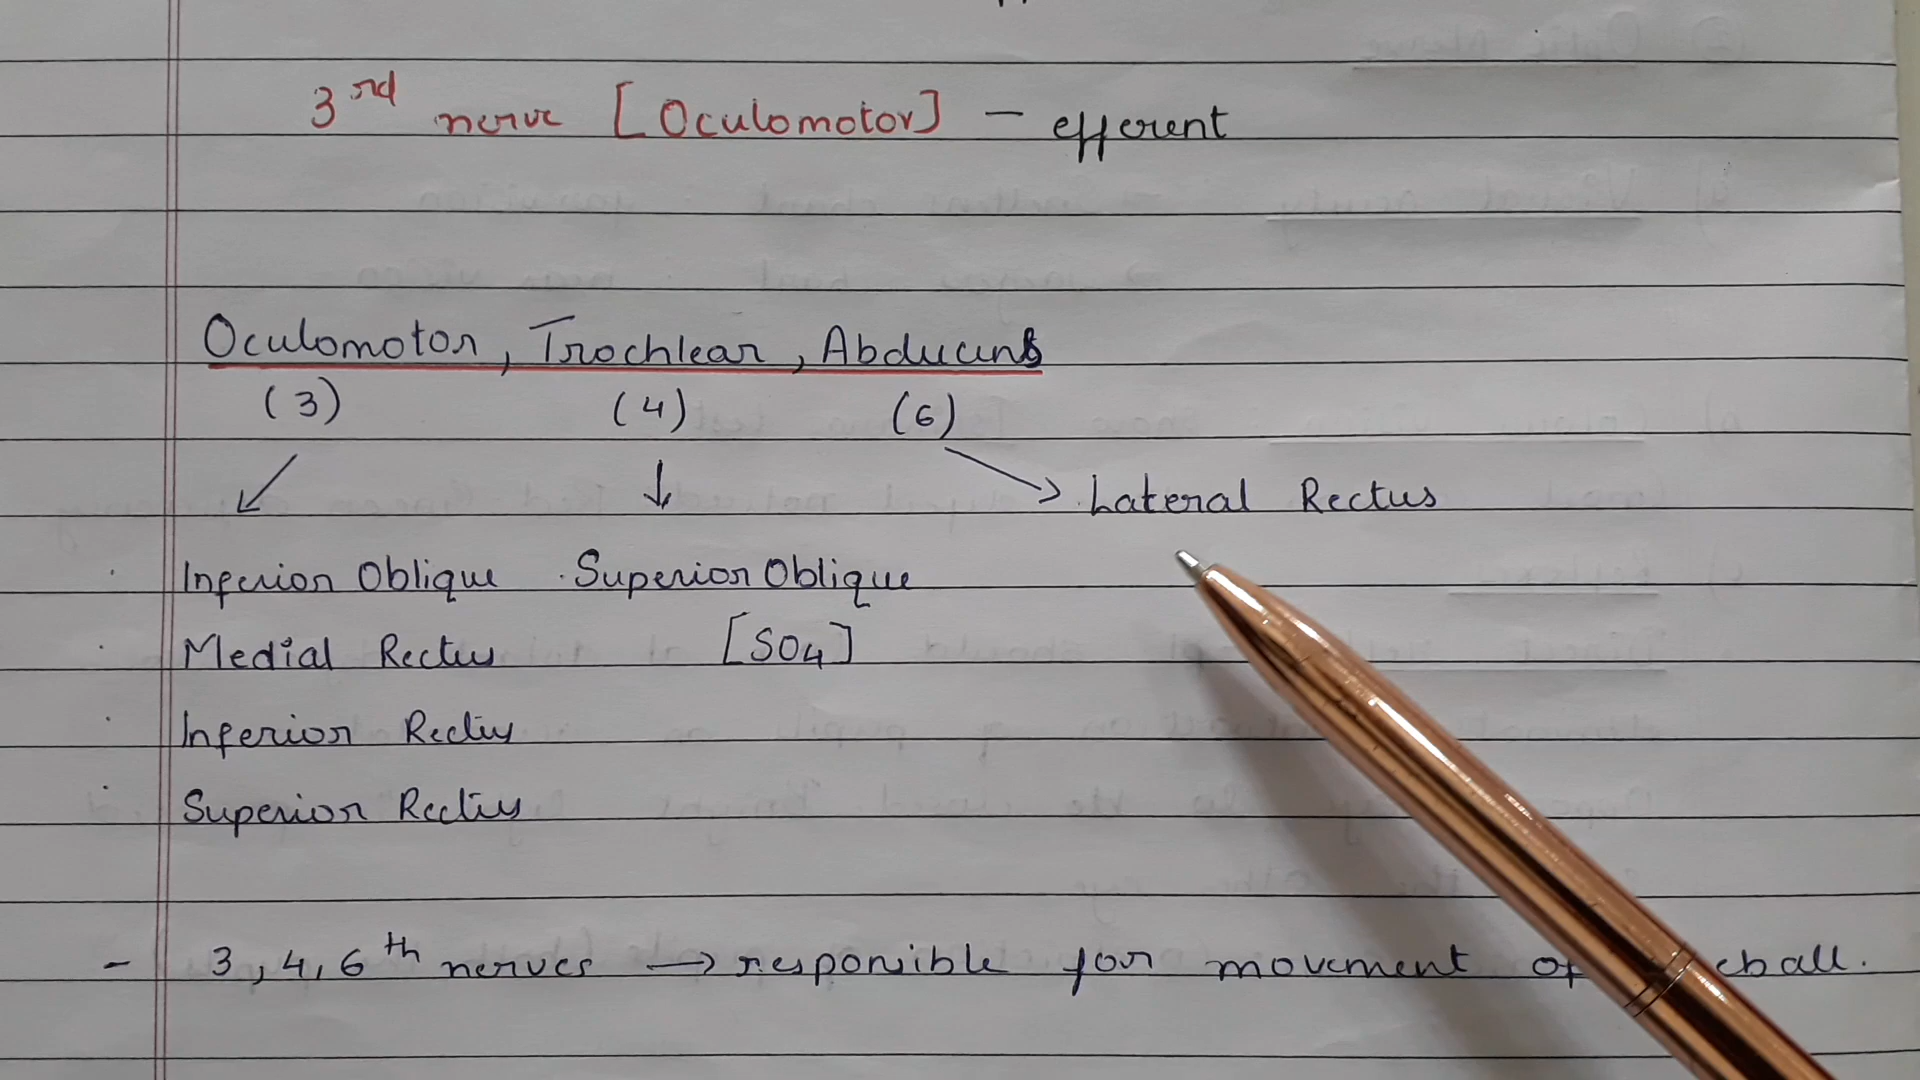 3rd nerve [Oculomotor] - efferent
Oculomotor, Trochlear, Abducens
(3) (4) (6)
Lateral Rectus
Inferior Oblique Superior Oblique
Medial Rectus [SO4]
Inferior Rectus
Superior Rectus
- 3, 4, 6th nerves → responsible for movement of